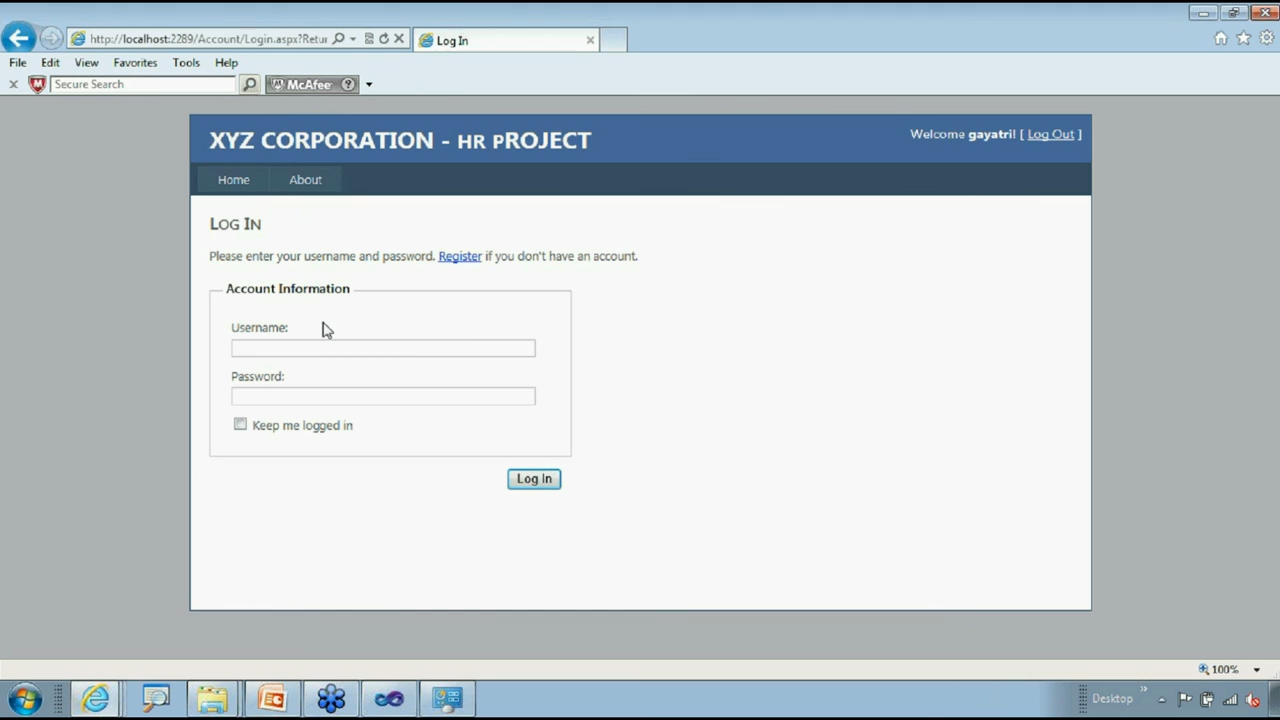 http://localhost:2289/Account/Login.aspx?Retur
Log In
File Edit View Favorites Tools Help
Secure Search
McAfee
XYZ CORPORATION - HR PROJECT
Welcome gayatril [ Log Out ]
Home
About
LOG IN
Please enter your username and password. Register if you don't have an account.
Account Information
Username:
Password:
Keep me logged in
Log In
100%
Desktop